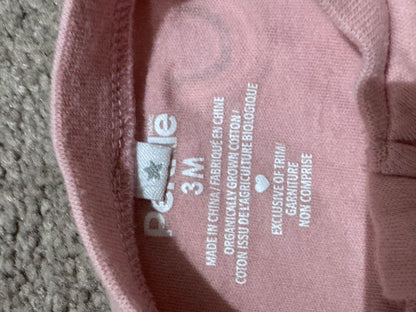 3M
MADE IN CHINA / FABRIQUÉ EN CHINE
ORGANICALLY GROWN COTTON /
COTON ISSU DE L'AGRICULTURE BIOLOGIQUE
EXCLUSIVE OF TRIM/
GARNITURE
NON COMPRISE